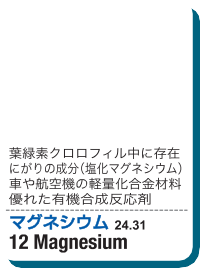 葉緑素クロロフィル中に存在
にがりの成分（塩化マグネシウム）
車や航空機の軽量化合金材料
優れた有機合成反応剤
マグネシウム 24.31
12 Magnesium